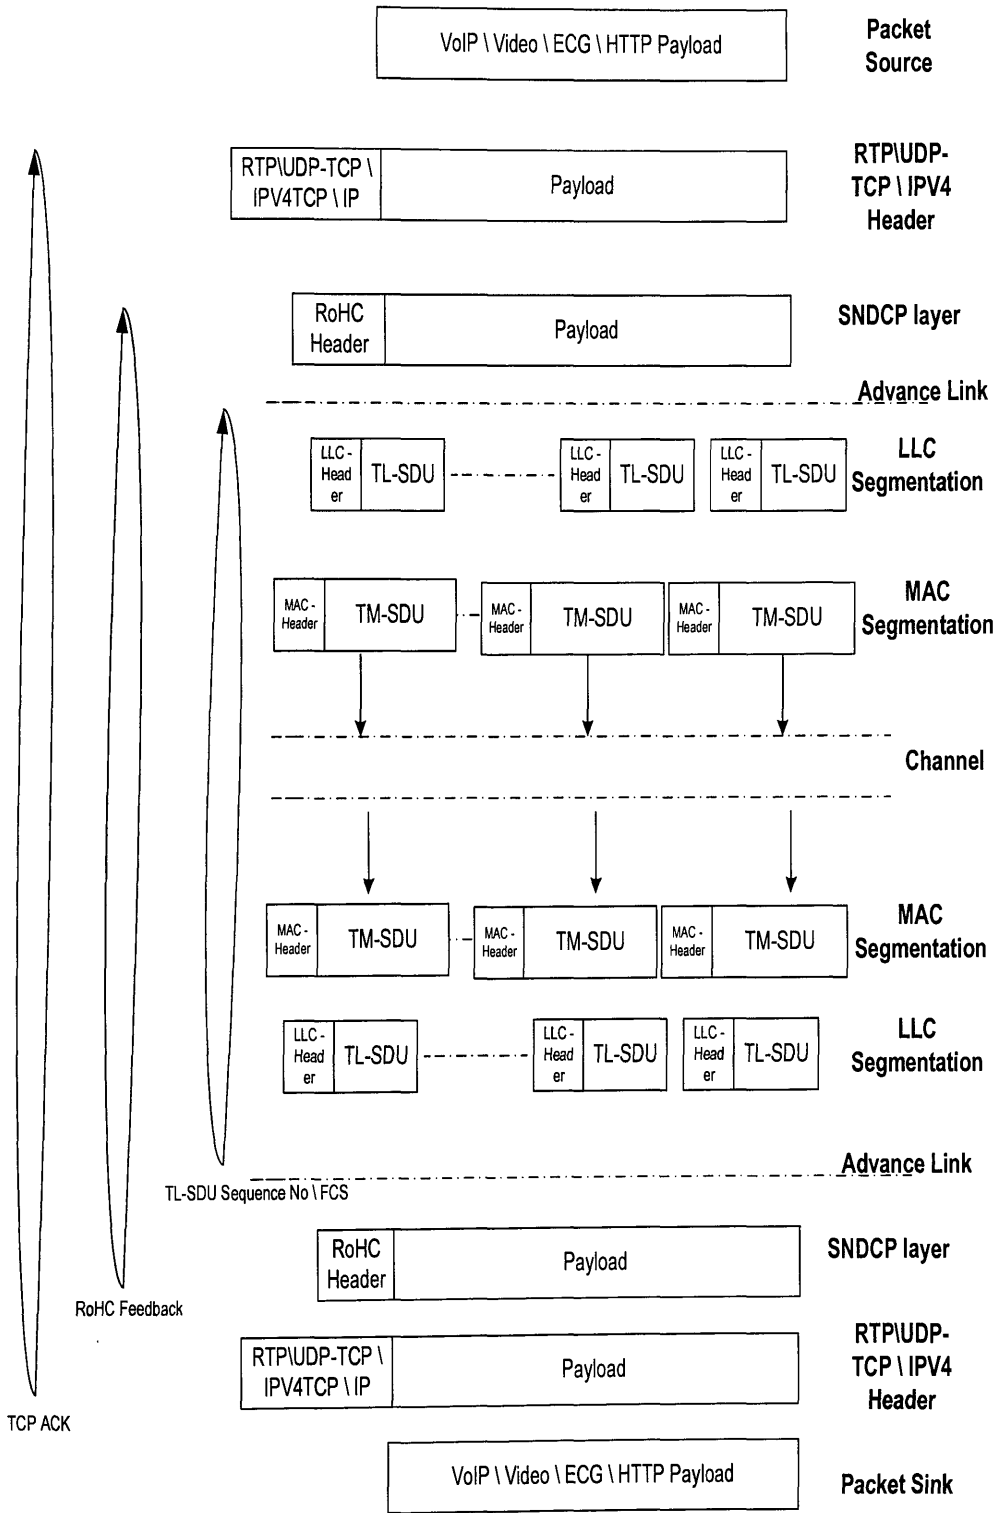 VoIP \ Video \ ECG \ HTTP Payload
Packet
Source
RTP\UDP-TCP \
IPV4TCP \ IP
Payload
RTP\UDP-
TCP \ IPV4
Header
RoHC
Header
Payload
SNDCP layer
Advance Link
LLC -
Head
er
TL-SDU
LLC -
Head
er
TL-SDU
LLC -
Head
er
TL-SDU
LLC
Segmentation
MAC -
Header
TM-SDU
MAC -
Header
TM-SDU
MAC -
Header
TM-SDU
MAC
Segmentation
Channel
MAC -
Header
TM-SDU
MAC -
Header
TM-SDU
MAC -
Header
TM-SDU
MAC
Segmentation
LLC -
Head
er
TL-SDU
LLC -
Head
er
TL-SDU
LLC -
Head
er
TL-SDU
LLC
Segmentation
Advance Link
TL-SDU Sequence No \ FCS
RoHC
Header
Payload
SNDCP layer
RoHC Feedback
RTP\UDP-TCP \
IPV4TCP \ IP
Payload
RTP\UDP-
TCP \ IPV4
Header
TCP ACK
VoIP \ Video \ ECG \ HTTP Payload
Packet Sink